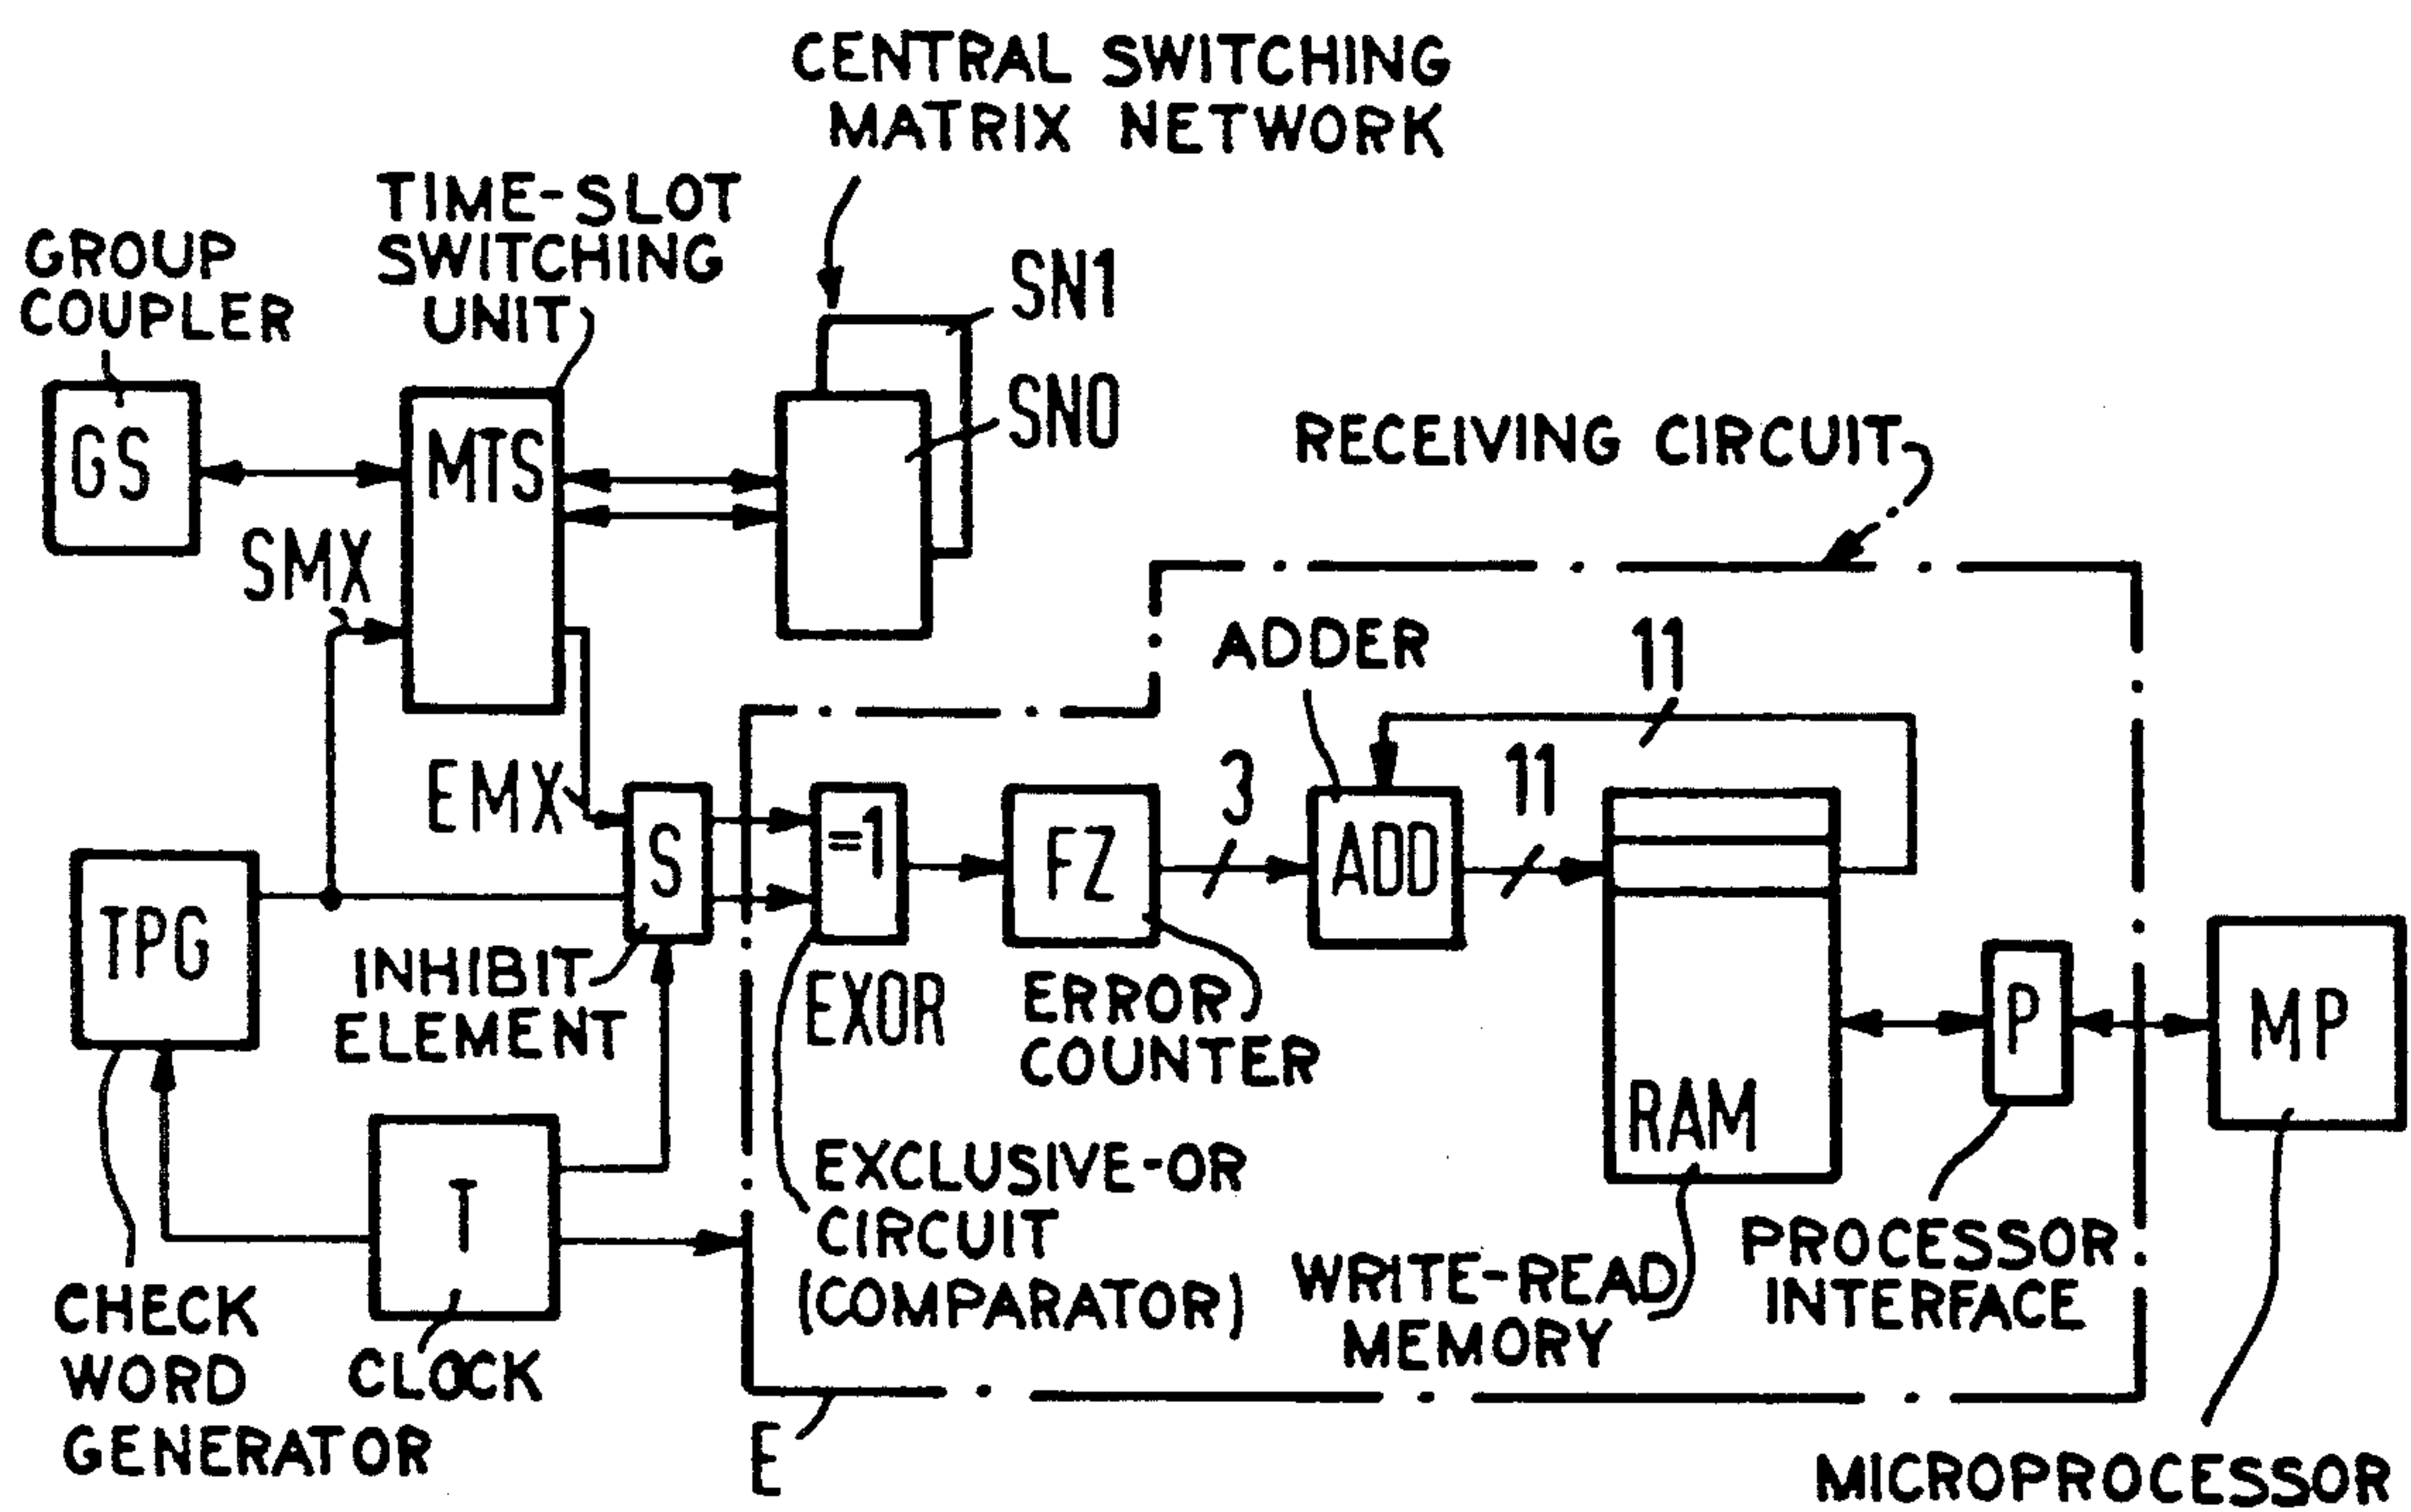 CENTRAL SWITCHING
MATRIX NETWORK
TIME-SLOT
SWITCHING
UNIT
GROUP
COUPLER
SN1
SN0
GS
MTS
RECEIVING CIRCUIT
SMX
ADDER
11
EMX
3
11
S
=1
FZ
ADD
TPG
INHIBIT
ELEMENT
EXOR
ERROR
COUNTER
P
MP
RAM
T
EXCLUSIVE-OR
CIRCUIT
(COMPARATOR)
WRITE-READ
MEMORY
PROCESSOR
INTERFACE
CHECK
WORD
GENERATOR
CLOCK
E
MICROPROCESSOR